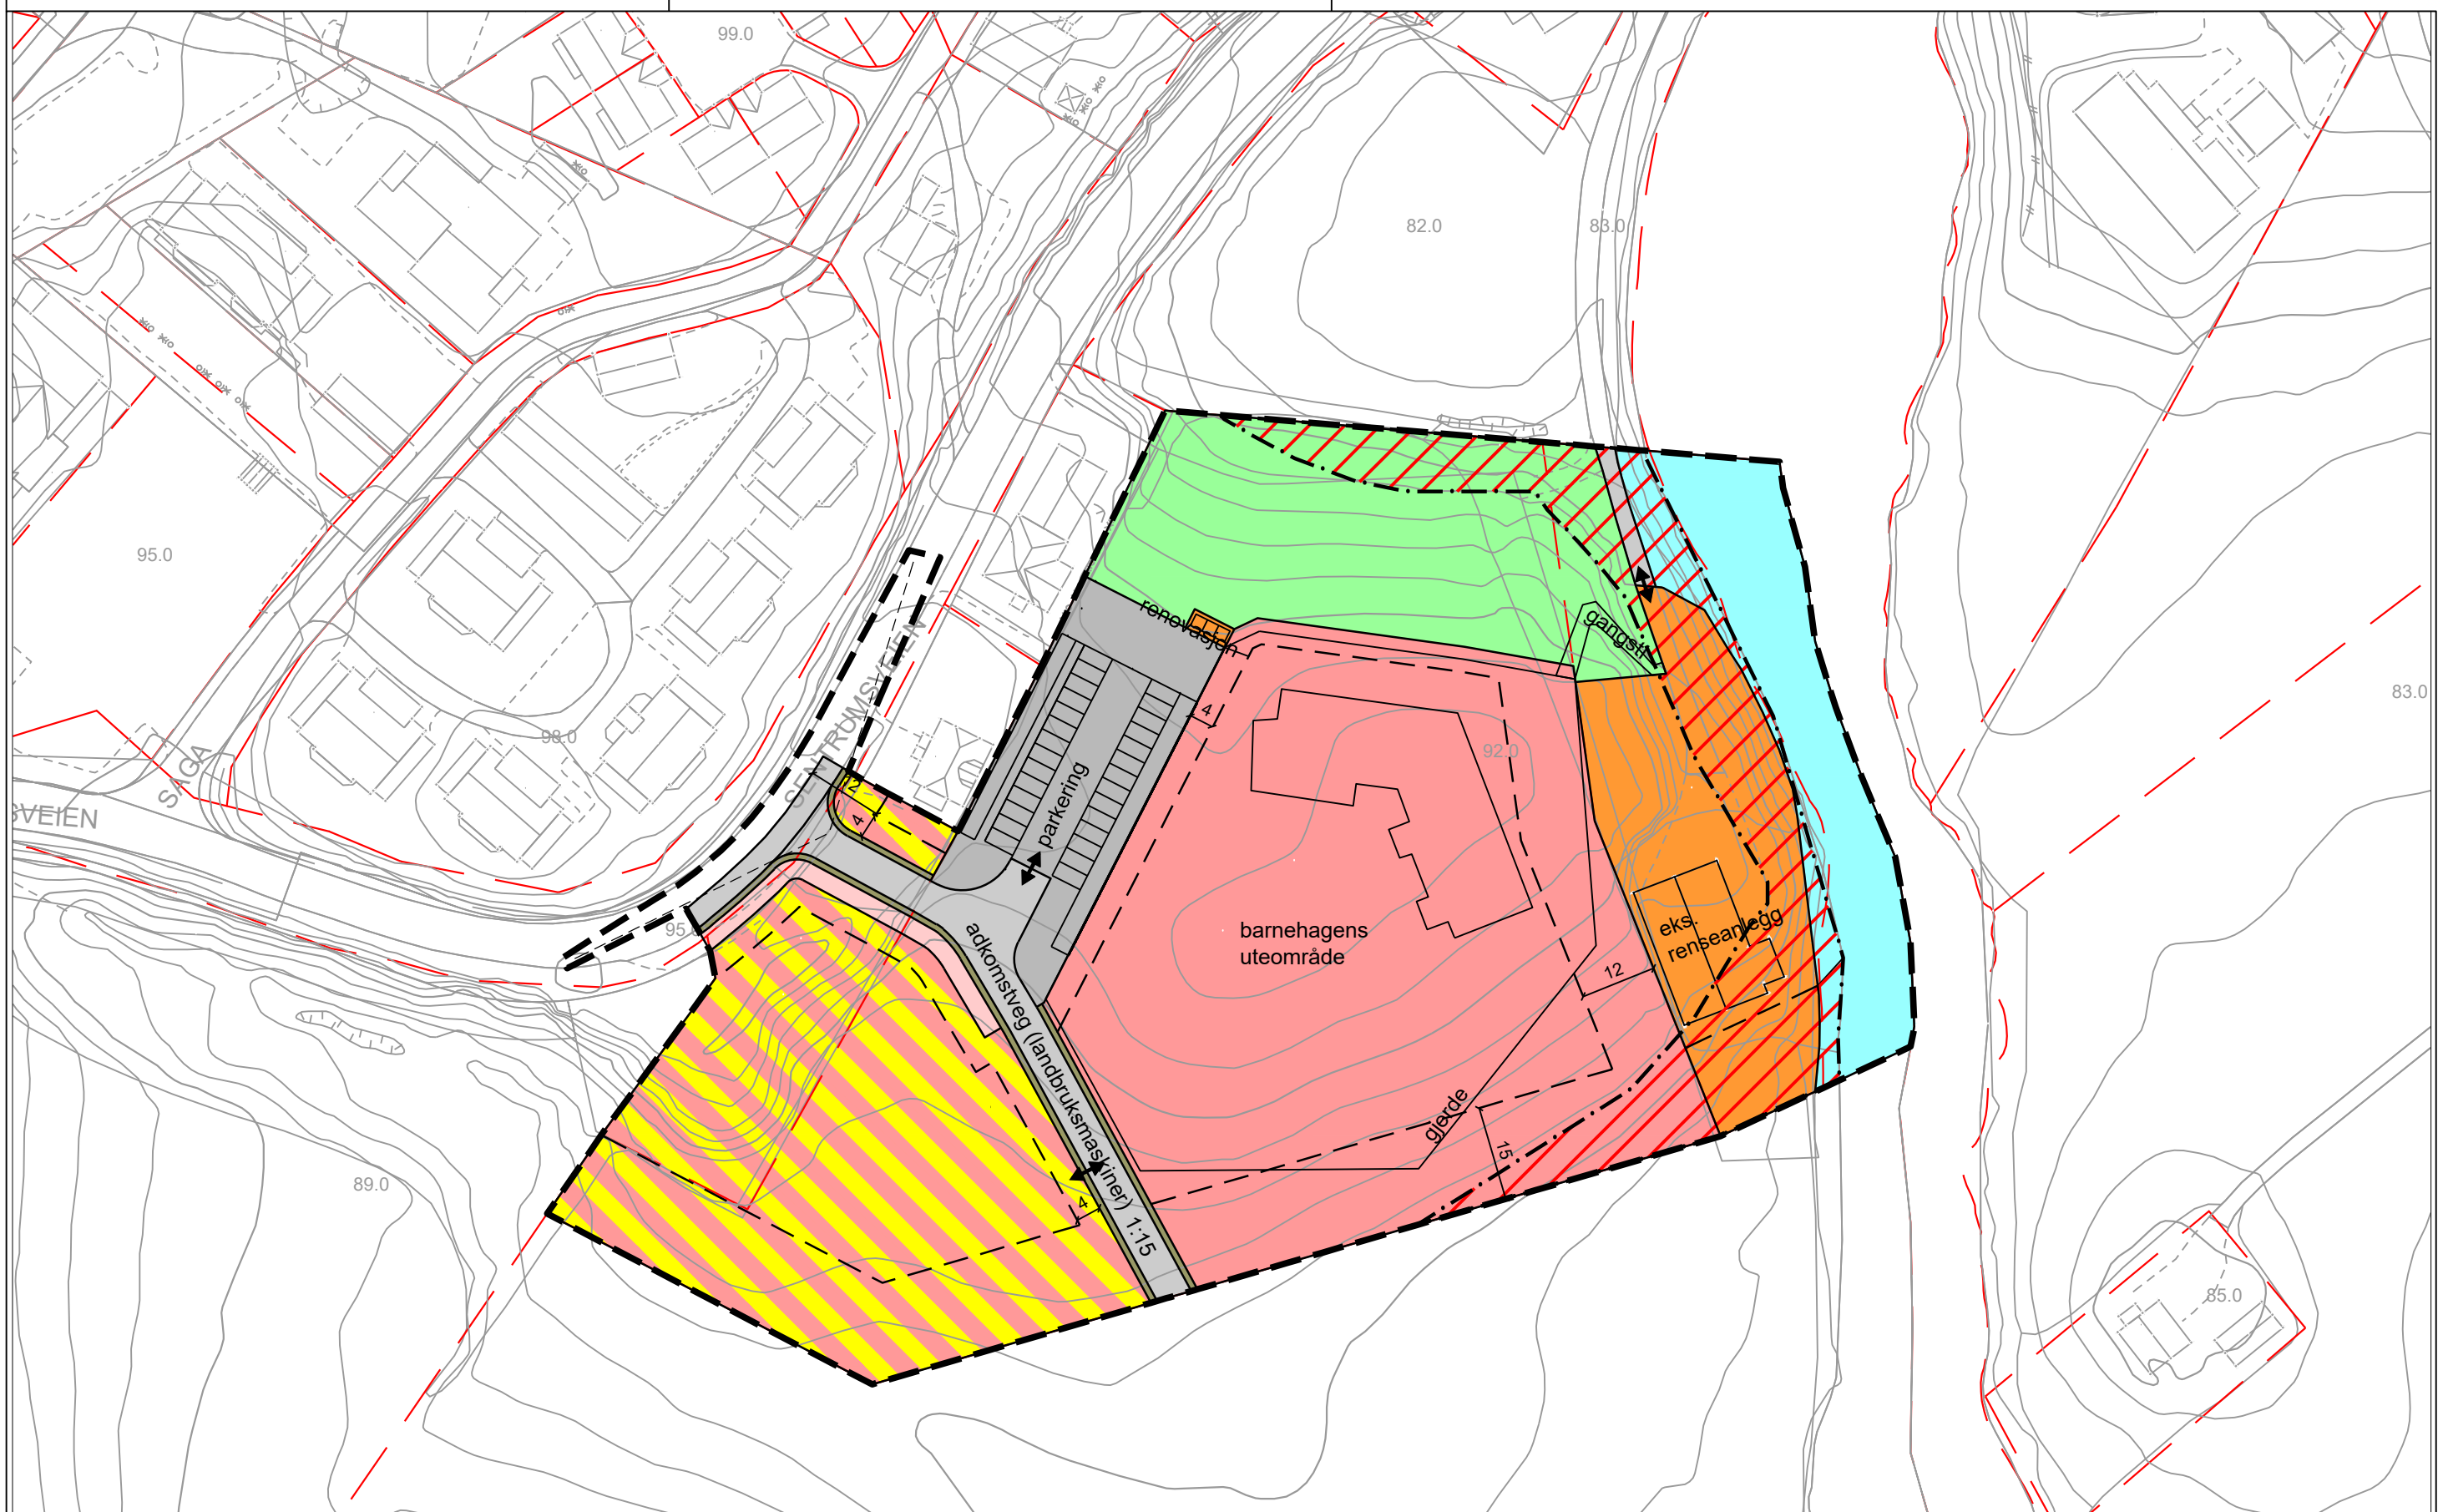 99.0
82.0
83.0
95.0
renovasjon
gangsti
4
83.0
98.0
SENTRUMSVEIEN
SAGA
92.0
12
4
parkering
SVEIEN
95.0
barnehagens
uteområde
eks.
renseanlegg
12
adkomstveg (landbruksmaskiner) 1:15
gjerde
15
89.0
4
85.0